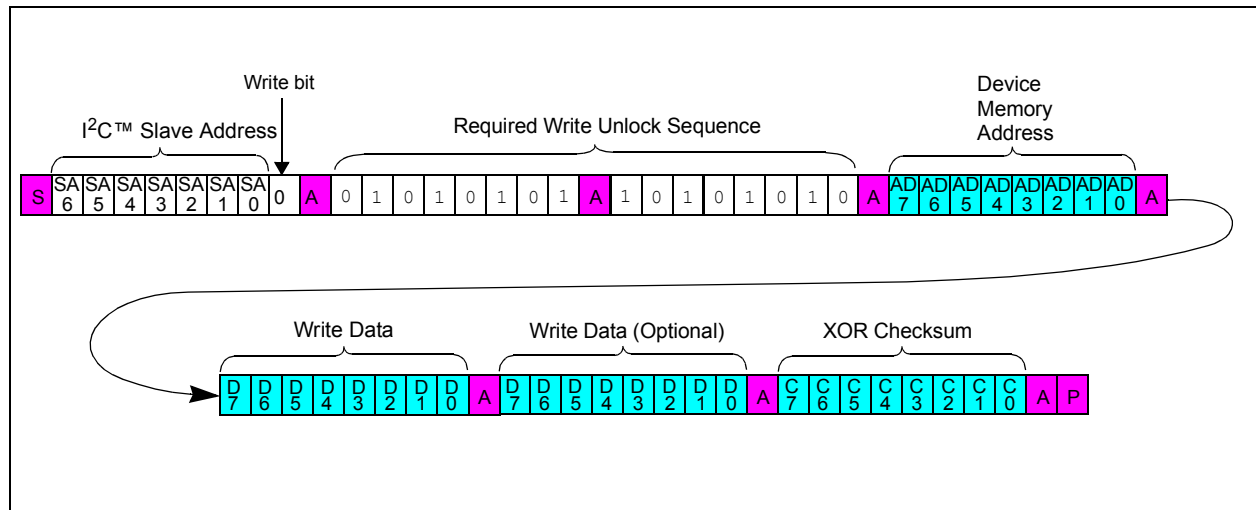 Write bit
Device
Memory
Address
I²C™ Slave Address
Required Write Unlock Sequence
S SA6 SA5 SA4 SA3 SA2 SA1 SA0 0 A 0 1 0 1 0 1 0 1 A 1 0 1 0 1 0 1 0 A AD7 AD6 AD5 AD4 AD3 AD2 AD1 AD0 A
Write Data
Write Data (Optional)
XOR Checksum
D7 D6 D5 D4 D3 D2 D1 D0 A D7 D6 D5 D4 D3 D2 D1 D0 A C7 C6 C5 C4 C3 C2 C1 C0 A P